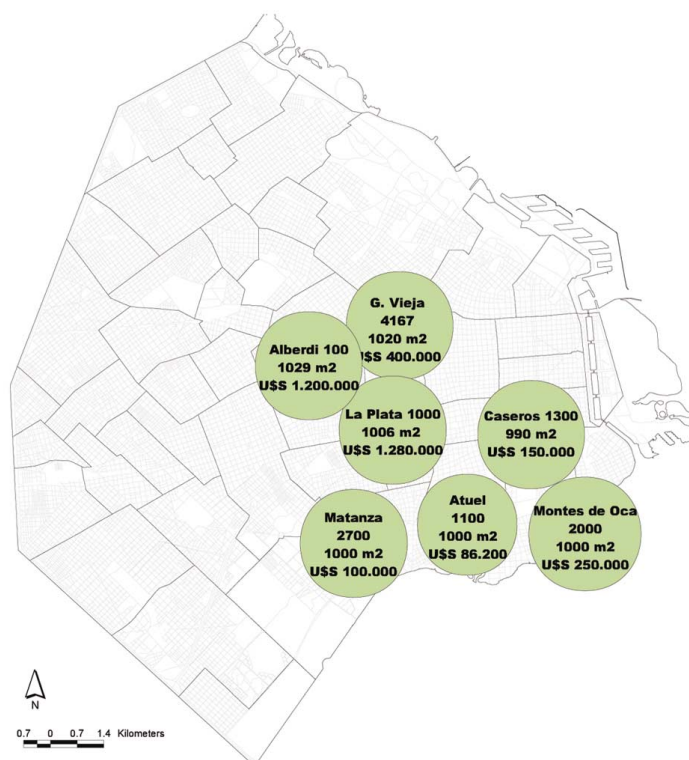 G. Vieja
4167
1020 m2
U$S 400.000
Alberdi 100
1029 m2
U$S 1.200.000
La Plata 1000
1006 m2
U$S 1.280.000
Caseros 1300
990 m2
U$S 150.000
Matanza
2700
1000 m2
U$S 100.000
Atuel
1100
1000 m2
U$S 86.200
Montes de Oca
2000
1000 m2
U$S 250.000
N
0.7 0 0.7 1.4 Kilometers